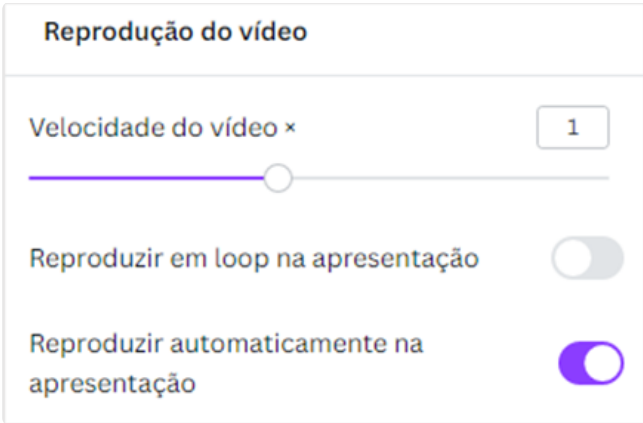 Reprodução do vídeo
Velocidade do vídeo ×
1
Reproduzir em loop na apresentação
Reproduzir automaticamente na
apresentação